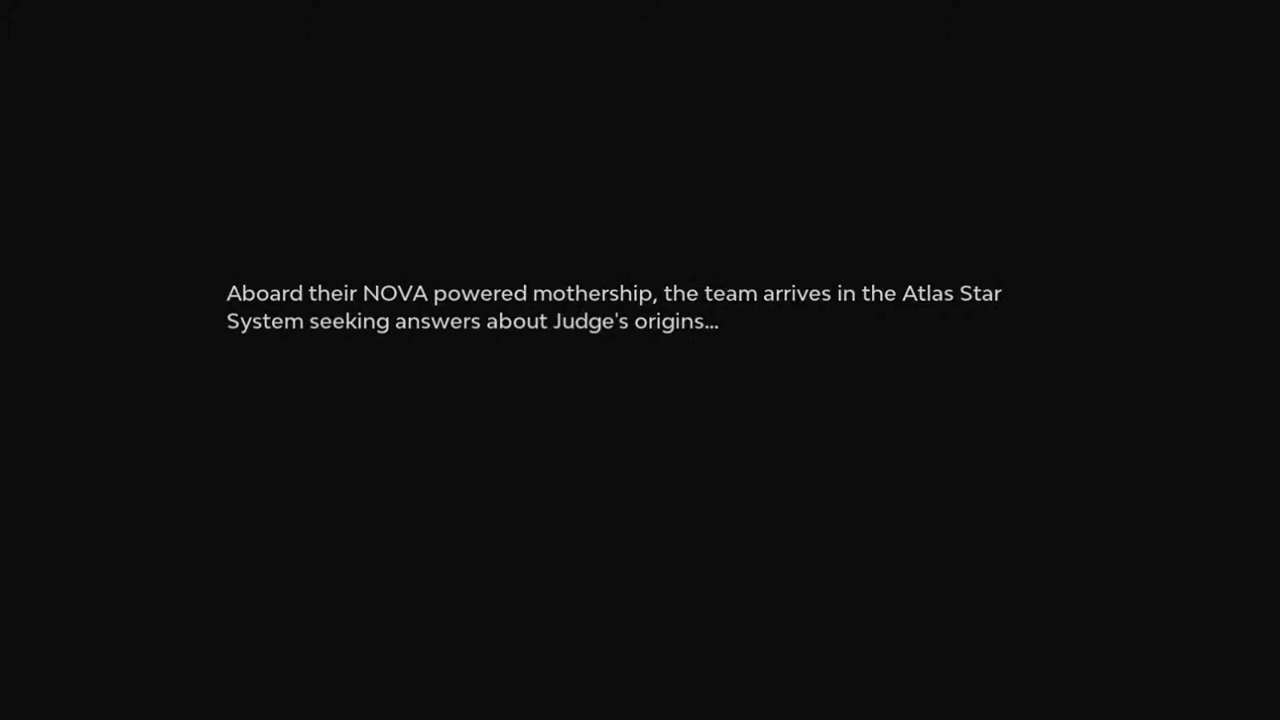 Aboard their NOVA powered mothership, the team arrives in the Atlas Star
System seeking answers about Judge's origins...